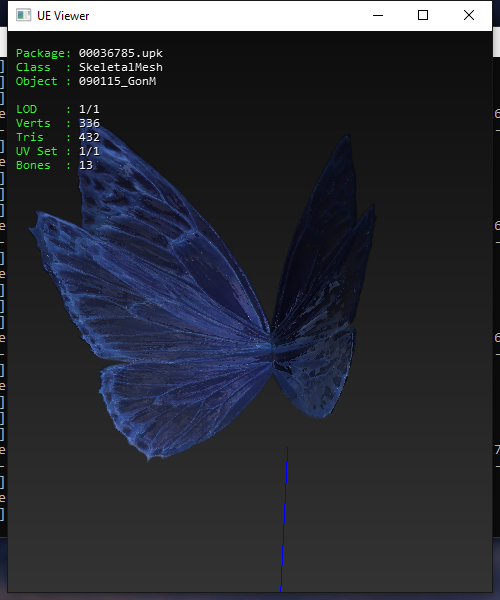 UE Viewer
Package: 00036785.upk
Class : SkeletalMesh
Object : 090115_GonM
LOD : 1/1
Verts : 336
Tris : 432
UV Set : 1/1
Bones : 13